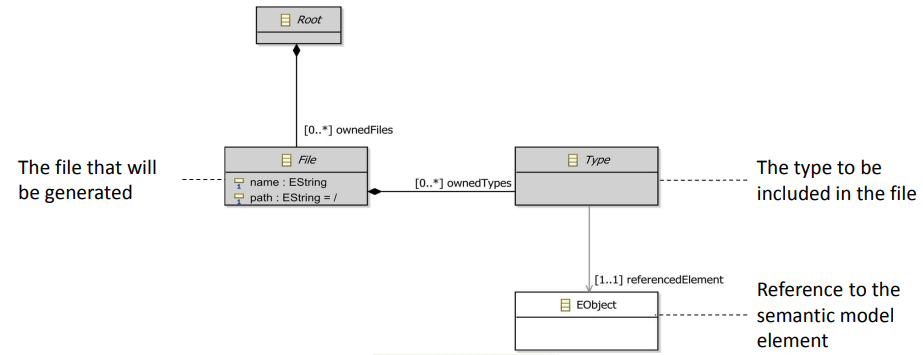 Root
[0..*] ownedFiles
The file that will
be generated
File
name : EString
path : EString = /
[0..*] ownedTypes
Type
The type to be
included in the file
[1..1] referencedElement
EObject
Reference to the
semantic model
element